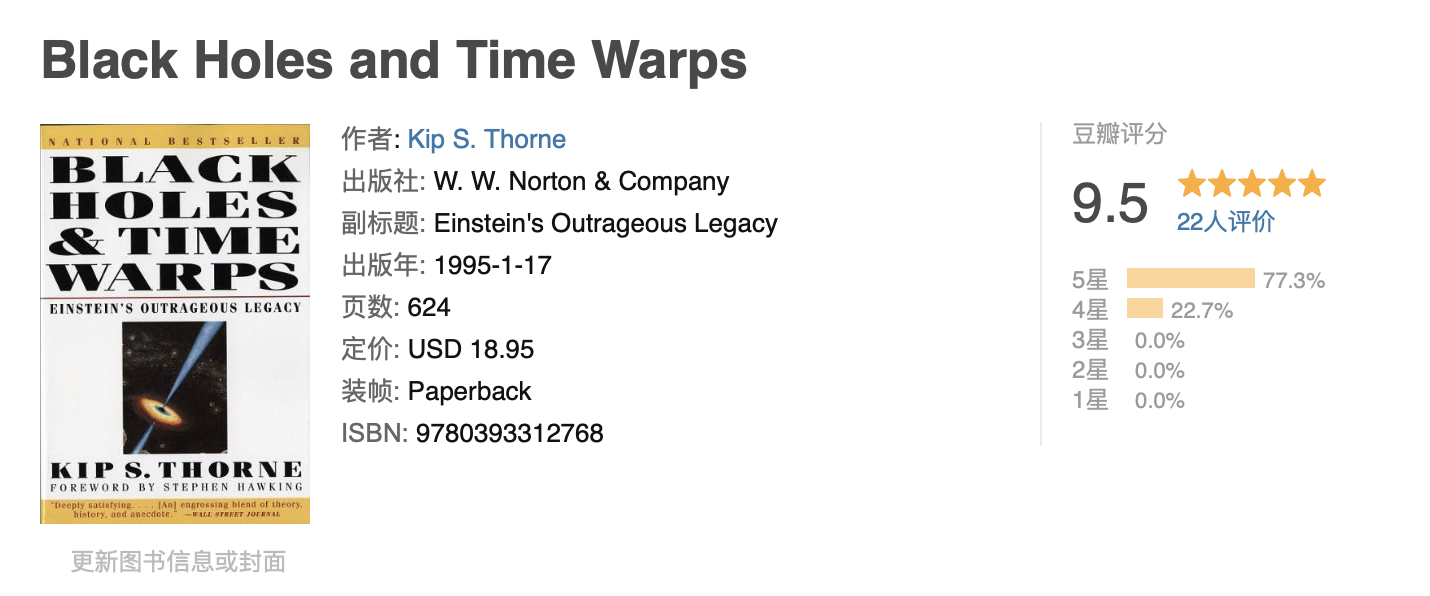 Black Holes and Time Warps
NATIONAL BESTSELLER
BLACK
HOLES
& TIME
WARPS
EINSTEIN'S OUTRAGEOUS LEGACY
KIP S. THORNE
FOREWORD BY STEPHEN HAWKING
"Deeply satisfying. . . . [An] engrossing blend of theory,
history, and anecdote." —WALL STREET JOURNAL
更新图书信息或封面
作者: Kip S. Thorne
出版社: W. W. Norton & Company
副标题: Einstein's Outrageous Legacy
出版年: 1995-1-17
页数: 624
定价: USD 18.95
装帧: Paperback
ISBN: 9780393312768
豆瓣评分
9.5
22人评价
5星 77.3%
4星 22.7%
3星 0.0%
2星 0.0%
1星 0.0%